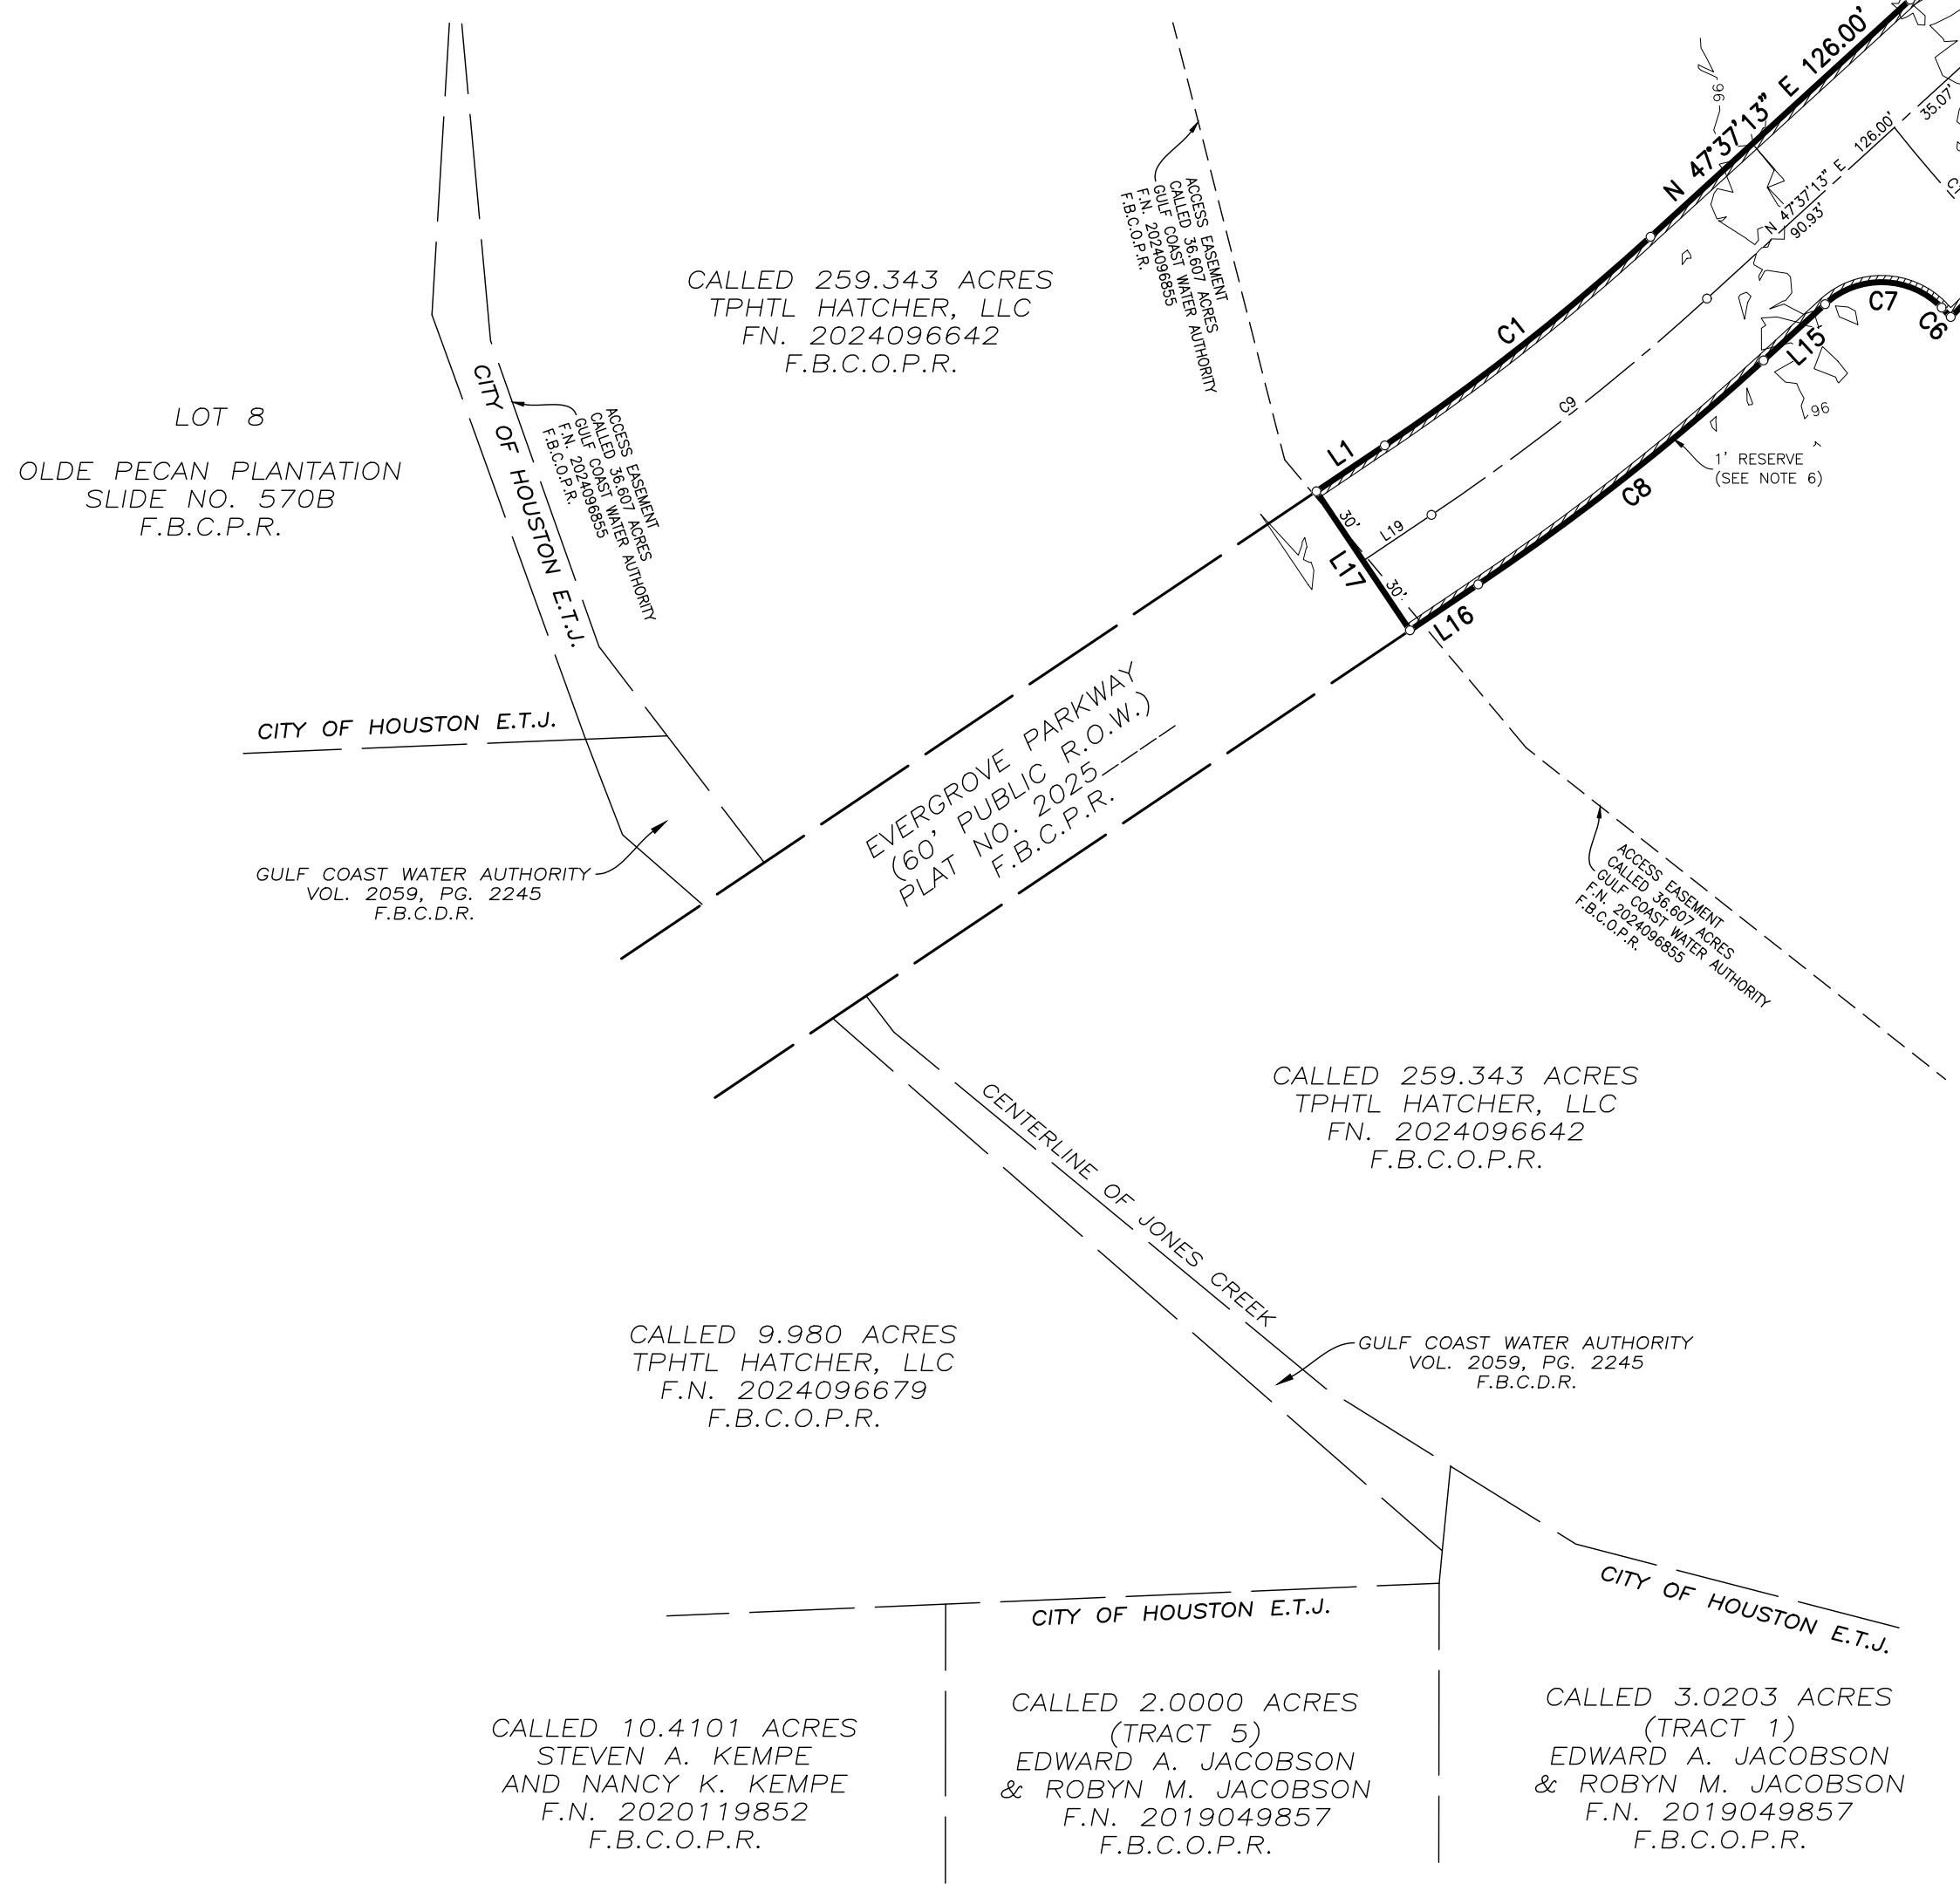 N 47°37'13" E 126.00'
96
N 47°37'13" E 126.00'
90.93'
35.07'
ACCESS EASEMENT
CALLED 36.607 ACRES
GULF COAST WATER AUTHORITY
F.N. 2024096855
F.B.C.O.P.R.
CALLED 259.343 ACRES
TPHTL HATCHER, LLC
FN. 2024096642
F.B.C.O.P.R.
C1
C7
C6
L15
96
C9
L1
1' RESERVE
(SEE NOTE 6)
C8
30'
L19
L17
30'
L16
LOT 8
OLDE PECAN PLANTATION
SLIDE NO. 570B
F.B.C.P.R.
CITY OF HOUSTON E.T.J.
ACCESS EASEMENT
CALLED 36.607 ACRES
GULF COAST WATER AUTHORITY
F.N. 2024096855
F.B.C.O.P.R.
CITY OF HOUSTON E.T.J.
GULF COAST WATER AUTHORITY
VOL. 2059, PG. 2245
F.B.C.D.R.
EVERGROVE PARKWAY
(60' PUBLIC R.O.W.)
PLAT NO. 2025______
F.B.C.P.R.
ACCESS EASEMENT
CALLED 36.607 ACRES
GULF COAST WATER AUTHORITY
F.N. 2024096855
F.B.C.O.P.R.
CALLED 259.343 ACRES
TPHTL HATCHER, LLC
FN. 2024096642
F.B.C.O.P.R.
CENTERLINE OF JONES CREEK
CALLED 9.980 ACRES
TPHTL HATCHER, LLC
F.N. 2024096679
F.B.C.O.P.R.
GULF COAST WATER AUTHORITY
VOL. 2059, PG. 2245
F.B.C.D.R.
CITY OF HOUSTON E.T.J.
CITY OF HOUSTON E.T.J.
CALLED 10.4101 ACRES
STEVEN A. KEMPE
AND NANCY K. KEMPE
F.N. 2020119852
F.B.C.O.P.R.
CALLED 2.0000 ACRES
(TRACT 5)
EDWARD A. JACOBSON
& ROBYN M. JACOBSON
F.N. 2019049857
F.B.C.O.P.R.
CALLED 3.0203 ACRES
(TRACT 1)
EDWARD A. JACOBSON
& ROBYN M. JACOBSON
F.N. 2019049857
F.B.C.O.P.R.